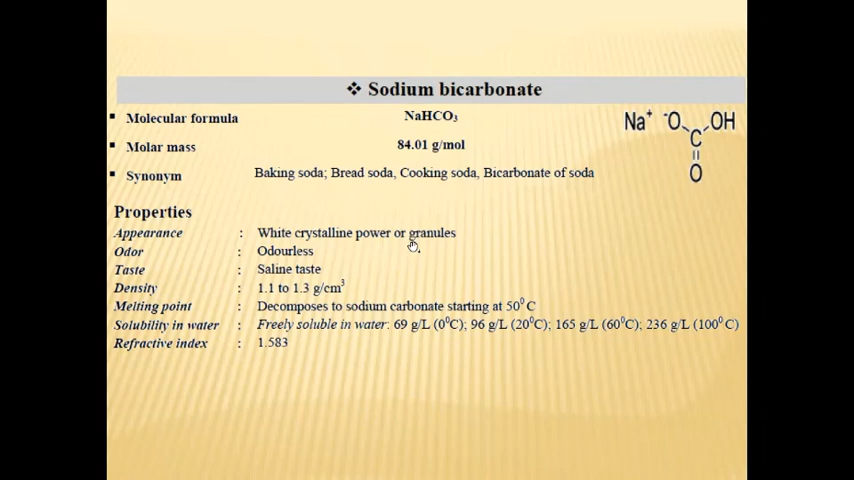 ❖ Sodium bicarbonate
▪ Molecular formula NaHCO₃
▪ Molar mass 84.01 g/mol
▪ Synonym Baking soda; Bread soda, Cooking soda, Bicarbonate of soda
Na⁺ ⁻O OH
C
O
Properties
Appearance : White crystalline power or granules
Odor : Odourless
Taste : Saline taste
Density : 1.1 to 1.3 g/cm³
Melting point : Decomposes to sodium carbonate starting at 50⁰ C
Solubility in water : Freely soluble in water: 69 g/L (0⁰C); 96 g/L (20⁰C); 165 g/L (60⁰C); 236 g/L (100⁰ C)
Refractive index : 1.583